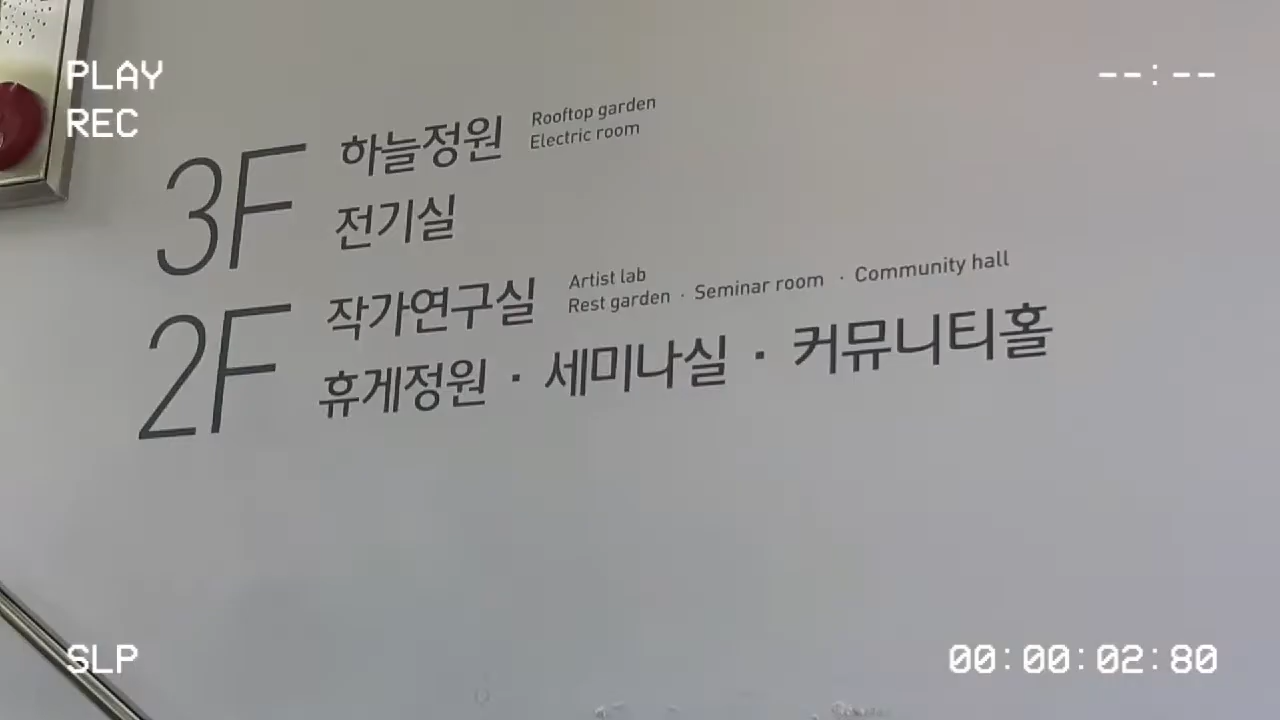 PLAY
REC
--:--
3F 하늘정원 Rooftop garden
Electric room
전기실
2F 작가연구실 Artist lab
Rest garden · Seminar room · Community hall
휴게정원 · 세미나실 · 커뮤니티홀
SLP
00:00:02:80